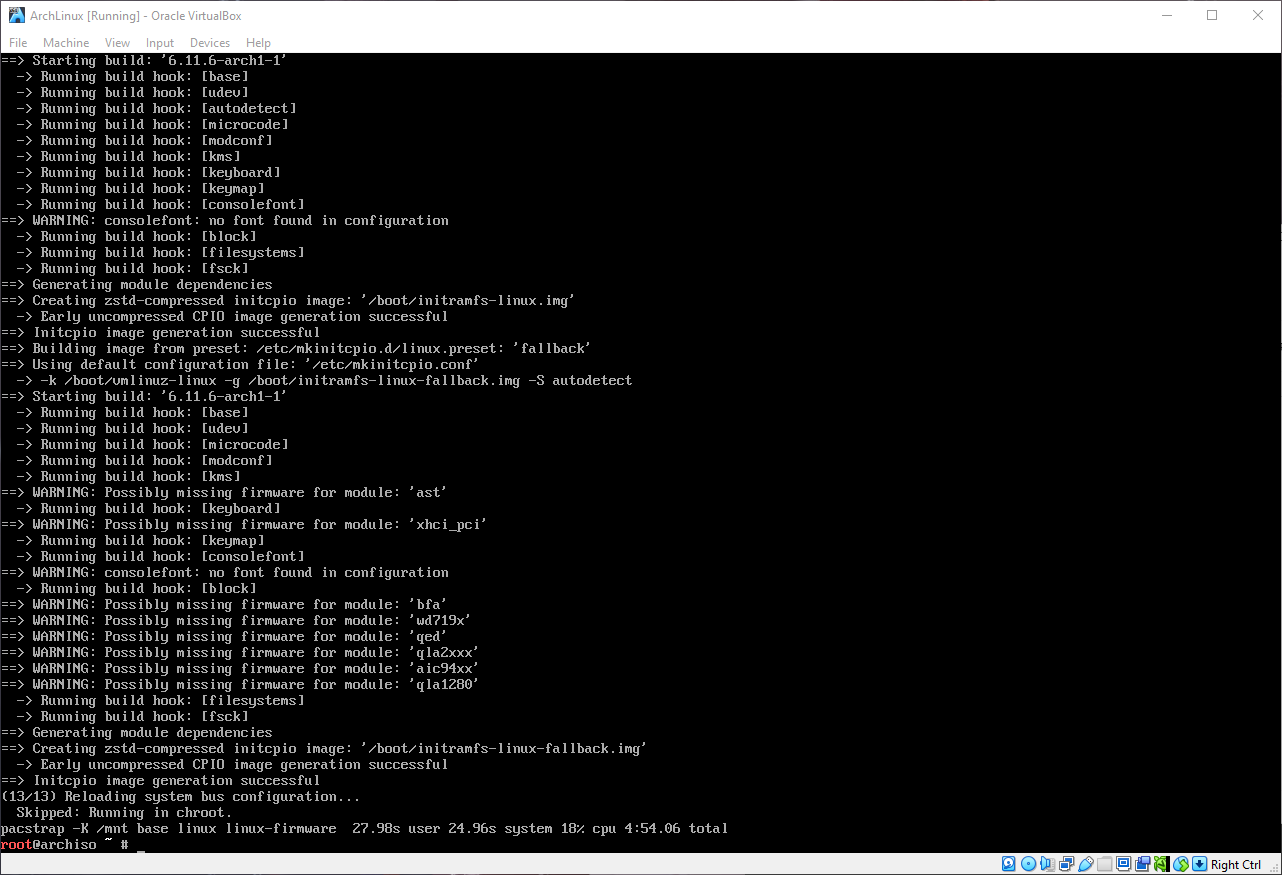 ArchLinux [Running] - Oracle VirtualBox
File Machine View Input Devices Help
==> Starting build: '6.11.6-arch1-1'
  -> Running build hook: [base]
  -> Running build hook: [udev]
  -> Running build hook: [autodetect]
  -> Running build hook: [microcode]
  -> Running build hook: [modconf]
  -> Running build hook: [kms]
  -> Running build hook: [keyboard]
  -> Running build hook: [keymap]
  -> Running build hook: [consolefont]
==> WARNING: consolefont: no font found in configuration
  -> Running build hook: [block]
  -> Running build hook: [filesystems]
  -> Running build hook: [fsck]
==> Generating module dependencies
==> Creating zstd-compressed initcpio image: '/boot/initramfs-linux.img'
  -> Early uncompressed CPIO image generation successful
==> Initcpio image generation successful
==> Building image from preset: /etc/mkinitcpio.d/linux.preset: 'fallback'
==> Using default configuration file: '/etc/mkinitcpio.conf'
  -> -k /boot/vmlinuz-linux -g /boot/initramfs-linux-fallback.img -S autodetect
==> Starting build: '6.11.6-arch1-1'
  -> Running build hook: [base]
  -> Running build hook: [udev]
  -> Running build hook: [microcode]
  -> Running build hook: [modconf]
  -> Running build hook: [kms]
==> WARNING: Possibly missing firmware for module: 'ast'
  -> Running build hook: [keyboard]
==> WARNING: Possibly missing firmware for module: 'xhci_pci'
  -> Running build hook: [keymap]
  -> Running build hook: [consolefont]
==> WARNING: consolefont: no font found in configuration
  -> Running build hook: [block]
==> WARNING: Possibly missing firmware for module: 'bfa'
==> WARNING: Possibly missing firmware for module: 'wd719x'
==> WARNING: Possibly missing firmware for module: 'qed'
==> WARNING: Possibly missing firmware for module: 'qla2xxx'
==> WARNING: Possibly missing firmware for module: 'aic94xx'
==> WARNING: Possibly missing firmware for module: 'qla1280'
  -> Running build hook: [filesystems]
  -> Running build hook: [fsck]
==> Generating module dependencies
==> Creating zstd-compressed initcpio image: '/boot/initramfs-linux-fallback.img'
  -> Early uncompressed CPIO image generation successful
==> Initcpio image generation successful
(13/13) Reloading system bus configuration...
  Skipped: Running in chroot.
pacstrap -K /mnt base linux linux-firmware  27.98s user 24.96s system 18% cpu 4:54.06 total
root@archiso ~ # _
Right Ctrl